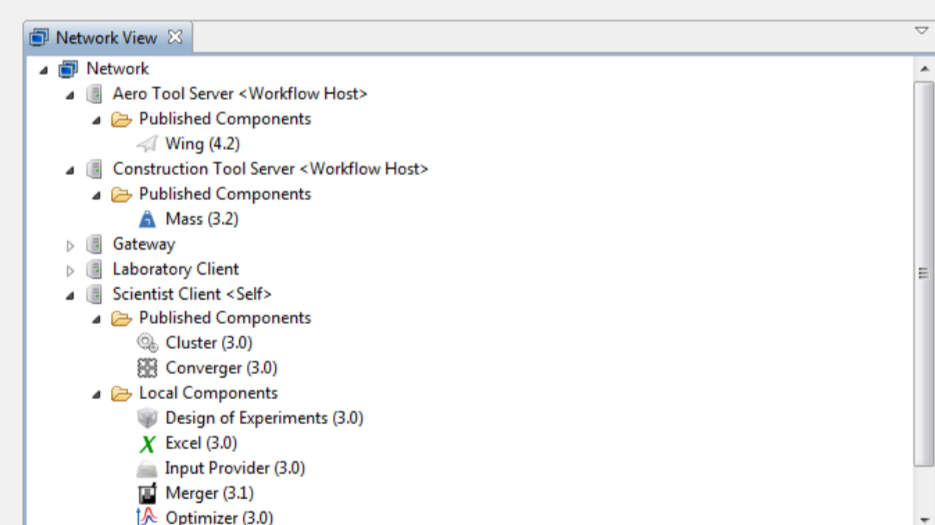 Network View
Network
Aero Tool Server <Workflow Host>
Published Components
Wing (4.2)
Construction Tool Server <Workflow Host>
Published Components
Mass (3.2)
Gateway
Laboratory Client
Scientist Client <Self>
Published Components
Cluster (3.0)
Converger (3.0)
Local Components
Design of Experiments (3.0)
Excel (3.0)
Input Provider (3.0)
Merger (3.1)
Optimizer (3.0)